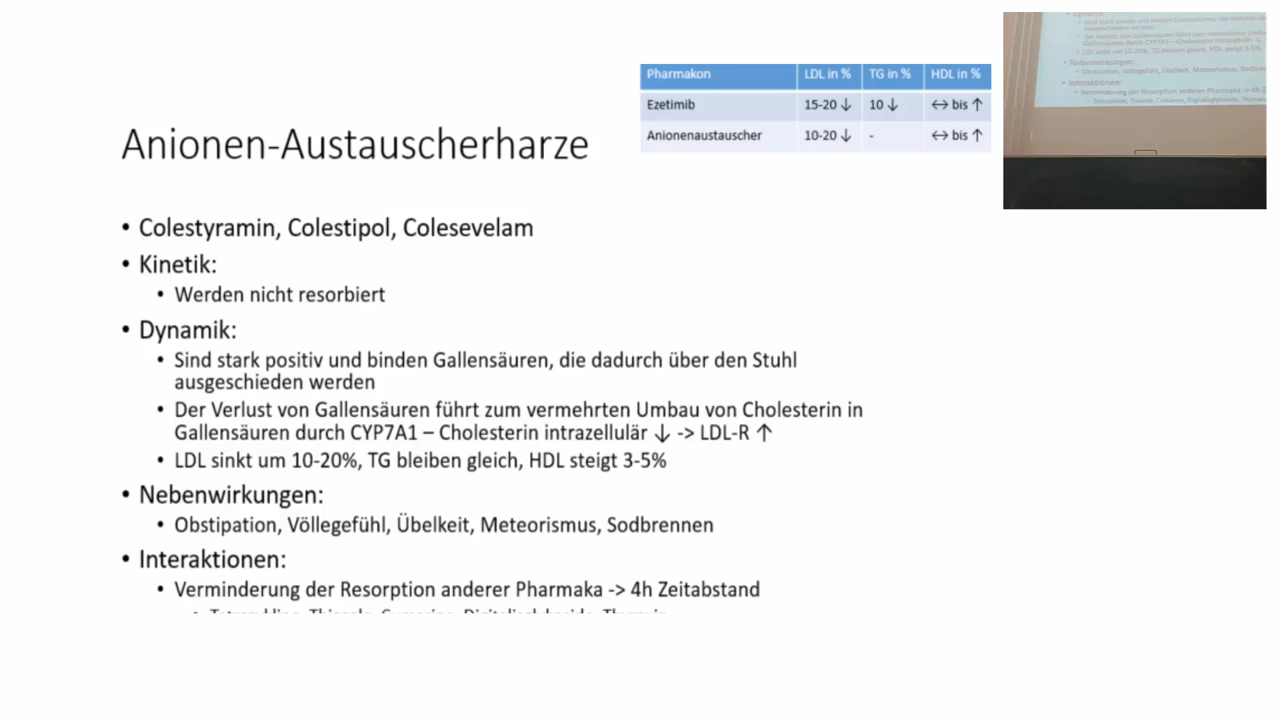 Pharmakon LDL in % TG in % HDL in %
Ezetimib 15-20 ↓ 10 ↓ ↔ bis ↑
Anionenaustauscher 10-20 ↓ - ↔ bis ↑
Anionen-Austauscherharze
• Colestyramin, Colestipol, Colesevelam
• Kinetik:
• Werden nicht resorbiert
• Dynamik:
• Sind stark positiv und binden Gallensäuren, die dadurch über den Stuhl
ausgeschieden werden
• Der Verlust von Gallensäuren führt zum vermehrten Umbau von Cholesterin in
Gallensäuren durch CYP7A1 – Cholesterin intrazellulär ↓ -> LDL-R ↑
• LDL sinkt um 10-20%, TG bleiben gleich, HDL steigt 3-5%
• Nebenwirkungen:
• Obstipation, Völlegefühl, Übelkeit, Meteorismus, Sodbrennen
• Interaktionen:
• Verminderung der Resorption anderer Pharmaka -> 4h Zeitabstand